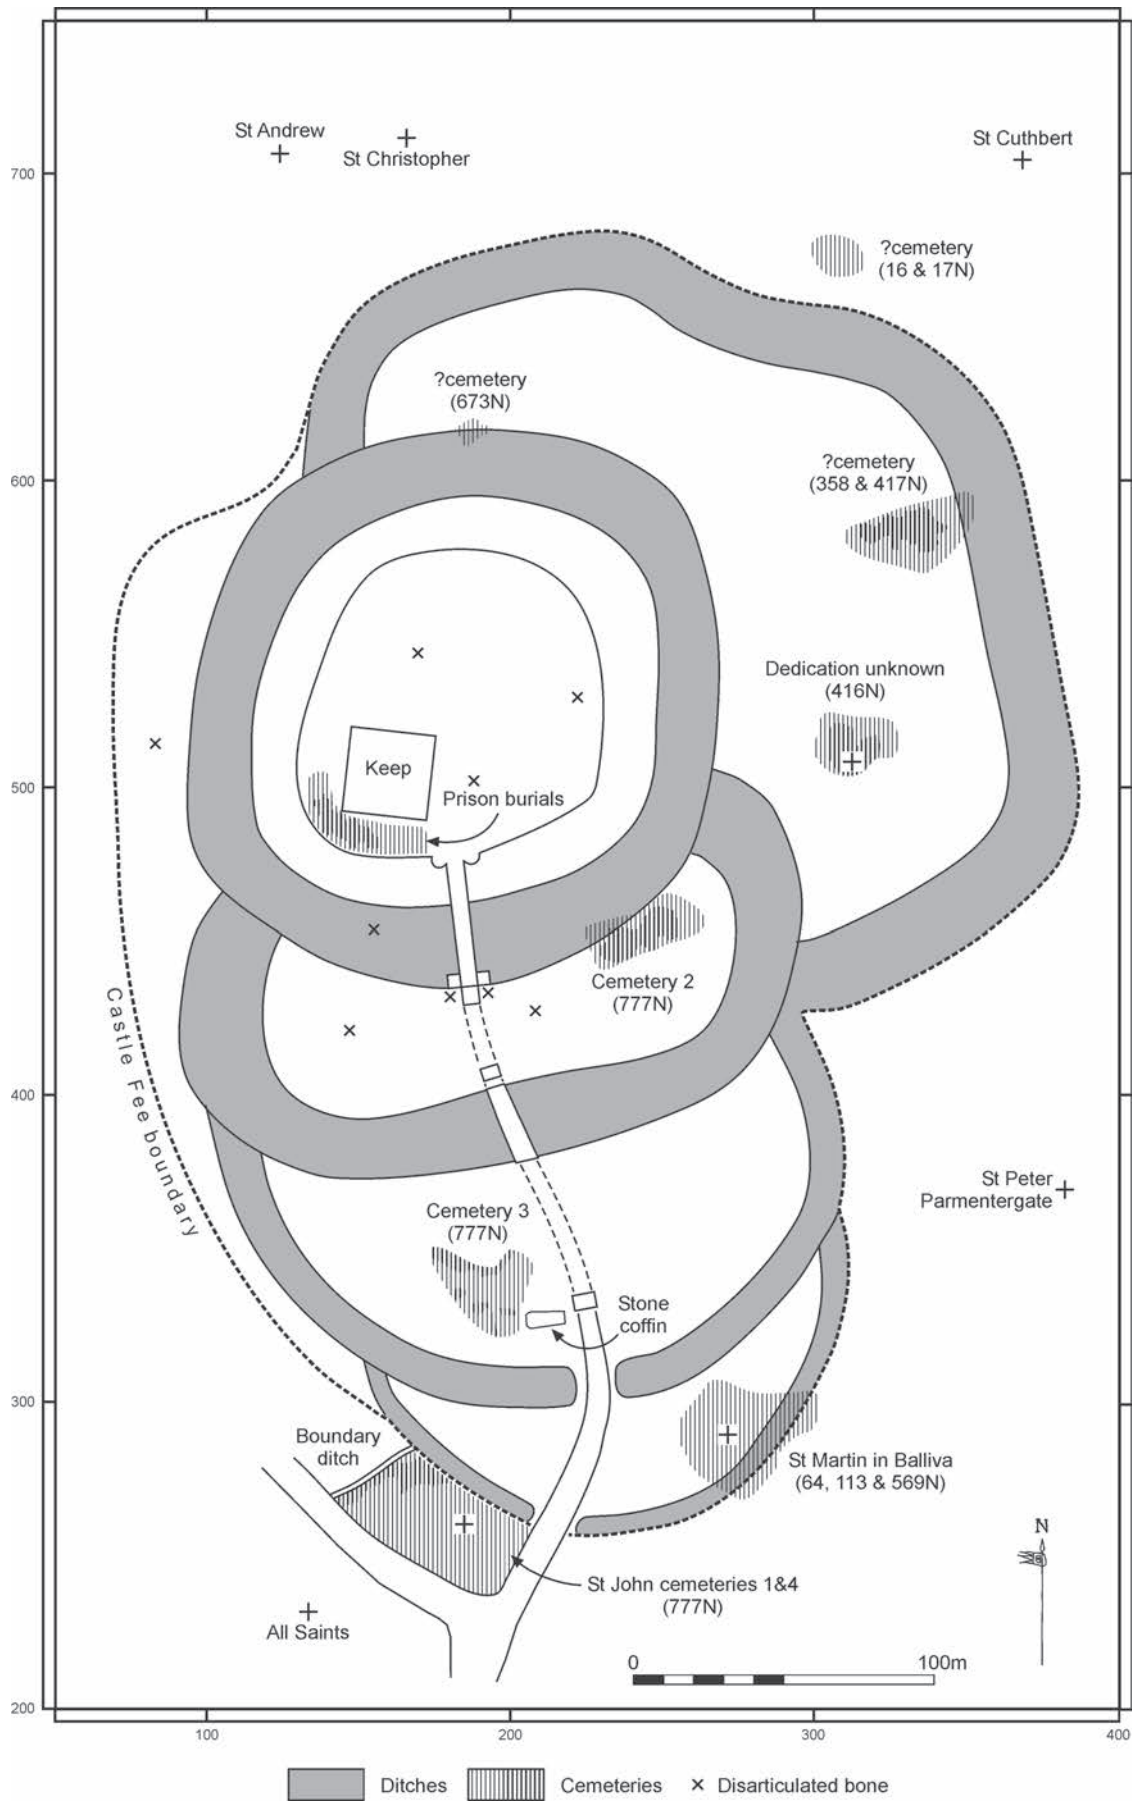 St Andrew
St Christopher
St Cuthbert
700
?cemetery
(16 & 17N)
?cemetery
(673N)
?cemetery
(358 & 417N)
600
Dedication unknown
(416N)
Keep
500
Prison burials
Cemetery 2
(777N)
Castle Fee boundary
400
St Peter
Parmentergate
Cemetery 3
(777N)
Stone
coffin
300
Boundary
ditch
St Martin in Balliva
(64, 113 & 569N)
N
St John cemeteries 1&4
(777N)
All Saints
0
100m
200
100
200
300
400
Ditches
Cemeteries
Disarticulated bone